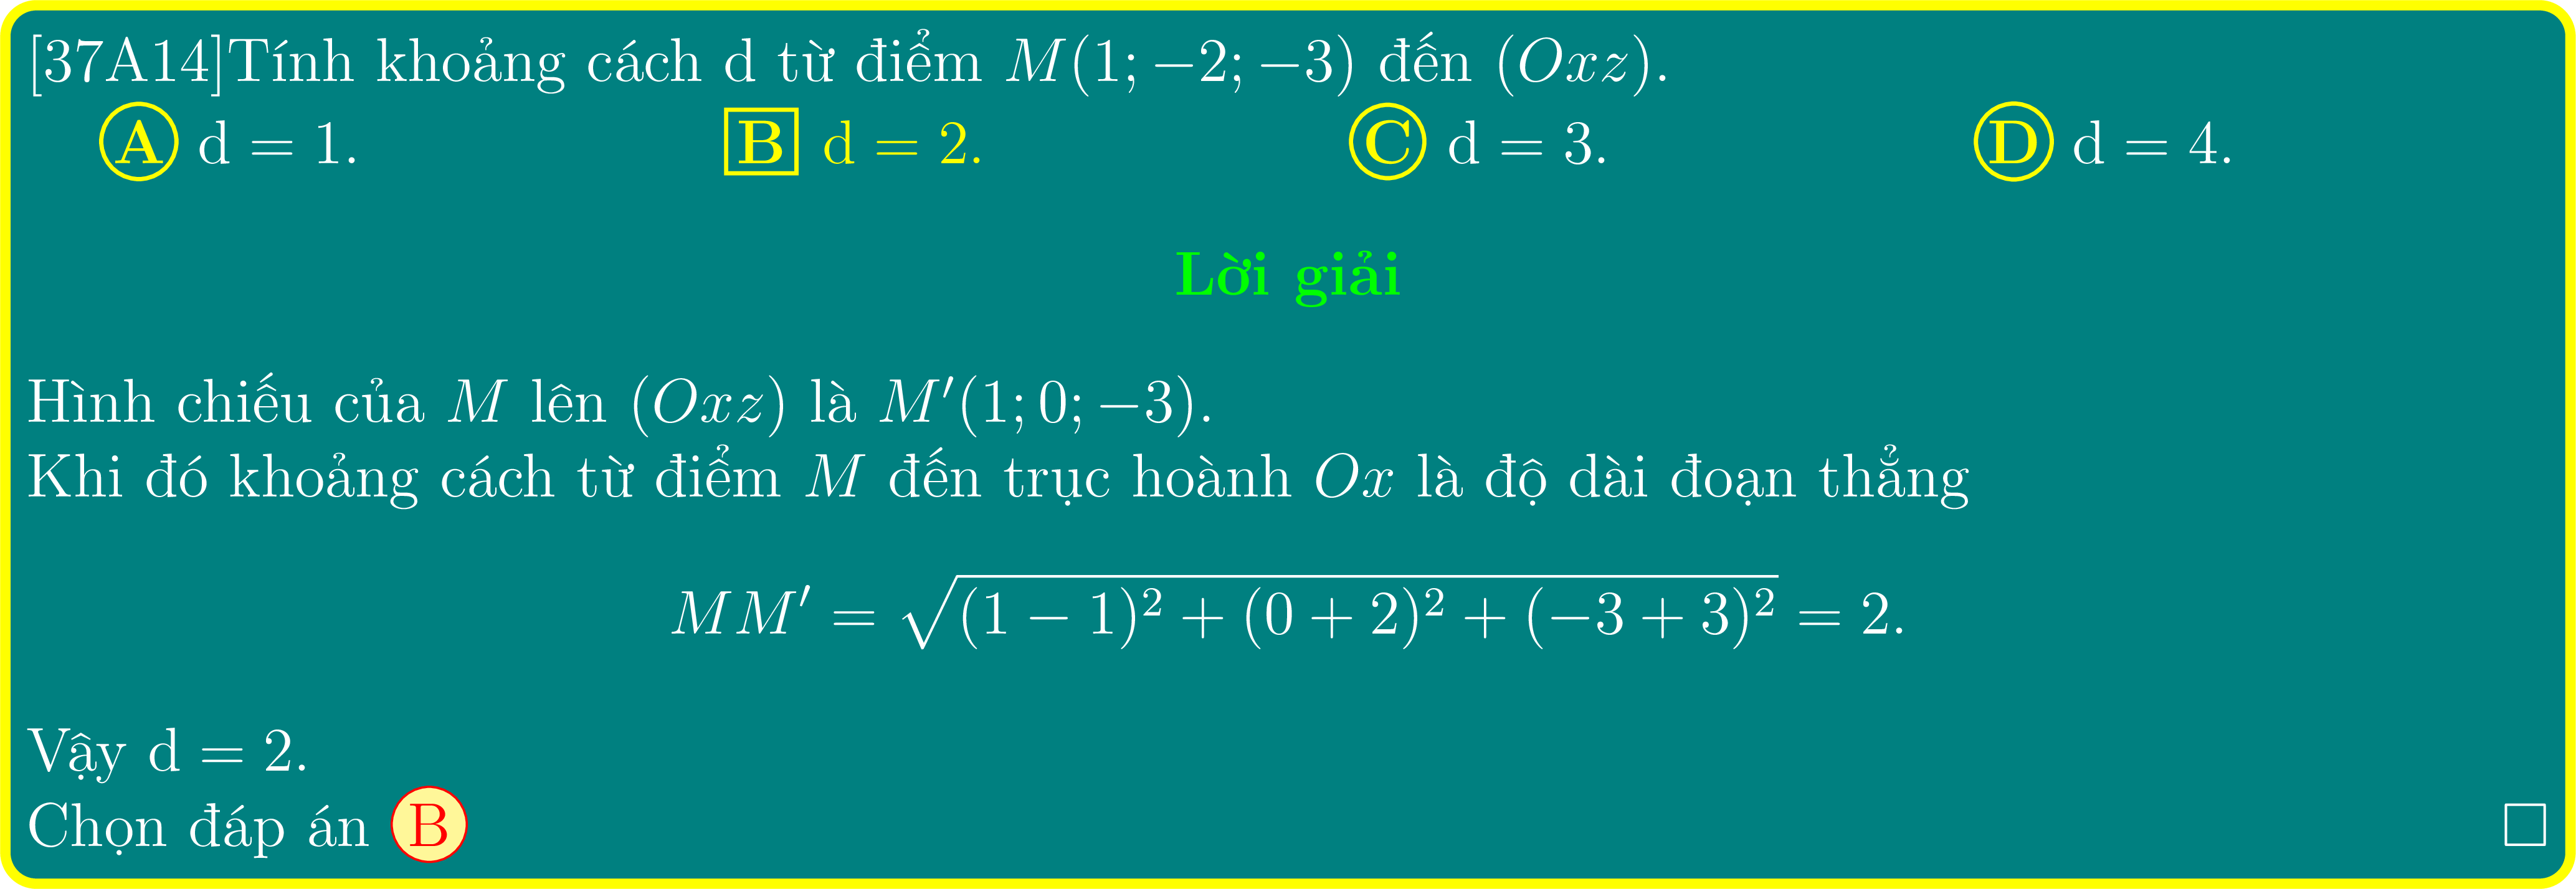 [37A14]Tính khoảng cách d từ điểm M(1; −2; −3) đến (Oxz).
A d = 1. B d = 2. C d = 3. D d = 4.
Lời giải
Hình chiếu của M lên (Oxz) là M′(1; 0; −3).
Khi đó khoảng cách từ điểm M đến trục hoành Ox là độ dài đoạn thẳng
MM′ = √(1 − 1)² + (0 + 2)² + (−3 + 3)² = 2.
Vậy d = 2.
Chọn đáp án B □